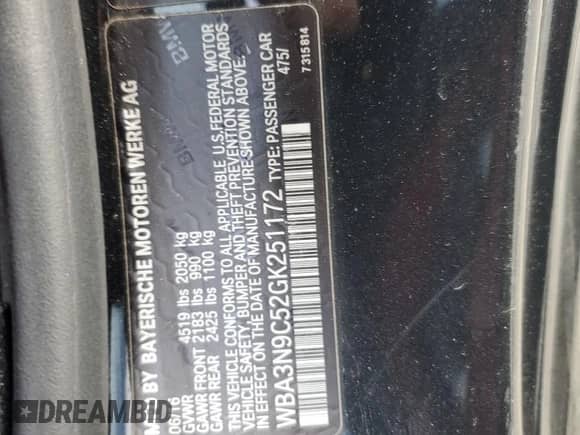 BY BAYERISCHE MOTOREN WERKE AG
GVWR 4519 lbs 2050 kg
GAWR FRONT 2183 lbs 990 kg
GAWR REAR 2425 lbs 1100 kg
THIS VEHICLE CONFORMS TO ALL APPLICABLE U.S.FEDERAL MOTOR
VEHICLE SAFETY, BUMPER AND THEFT PREVENTION STANDARDS
IN EFFECT ON THE DATE OF MANUFACTURE SHOWN ABOVE.
WBA3N9C52GK251172 TYPE: PASSENGER CAR
475/
7315814
BMW
DREAMBID